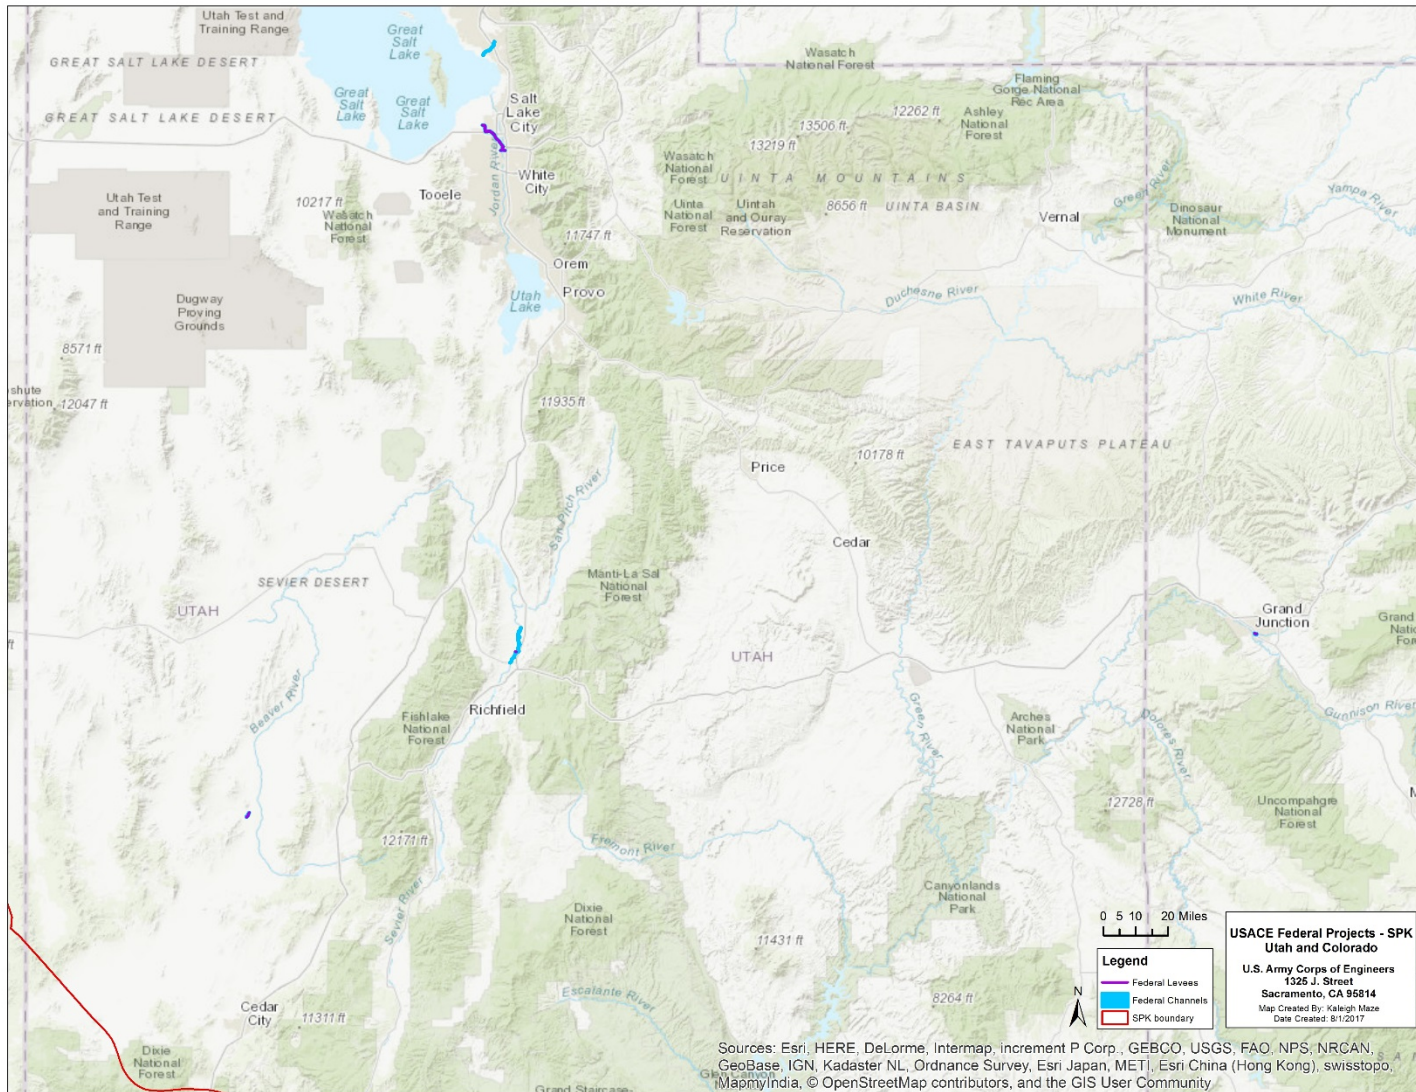 Utah Test and
Training Range
Great
Salt
Lake
GREAT SALT LAKE DESERT
Great
Salt
Lake
Great
Salt
Lake
GREAT SALT LAKE DESERT
Salt
Lake
City
Jordan River
White
City
Tooele
Utah Test
and Training
Range
10217 ft
Wasatch
National
Forest
11747 ft
Orem
Provo
Utah
Lake
Dugway
Proving
Grounds
8571 ft
oshute
ervation
12047 ft
11935 ft
Wasatch
National Forest
Flaming
Gorge National
Rec Area
12262 ft
Ashley
National
Forest
13506 ft
13219 ft
Wasatch
National
Forest
UINTA MOUNTAINS
Uinta
National
Forest
Uintah
and Ouray
Reservation
8656 ft
UINTA BASIN
Vernal
Green River
Dinosaur
National
Monument
Yampa River
Duchesne River
White River
EAST TAVAPUTS PLATEAU
Price
10178 ft
Cedar
San Pitch River
Manti-La Sal
National
Forest
SEVIER DESERT
UTAH
ft
UTAH
Grand
Junction
Grand
Natio
Fore
Beaver River
Richfield
Fishlake
National
Forest
Green River
Arches
National
Park
Dolores River
Gunnison River
M
12728 ft
Uncompahgre
National
Forest
12171 ft
Sevier River
Fremont River
Canyonlands
National
Park
Dixie
National
Forest
11431 ft
Escalante River
8264 ft
Cedar
City
11311 ft
Dixie
National
Forest
Grand Staircase-
Glen Canyon
0 5 10 20 Miles
Legend
Federal Levees
Federal Channels
SPK boundary
N
USACE Federal Projects - SPK
Utah and Colorado
U.S. Army Corps of Engineers
1325 J. Street
Sacramento, CA 95814
Map Created By: Kaleigh Maze
Date Created: 8/1/2017
Sources: Esri, HERE, DeLorme, Intermap, increment P Corp., GEBCO, USGS, FAO, NPS, NRCAN,
GeoBase, IGN, Kadaster NL, Ordnance Survey, Esri Japan, METI, Esri China (Hong Kong), swisstopo,
MapmyIndia, © OpenStreetMap contributors, and the GIS User Community